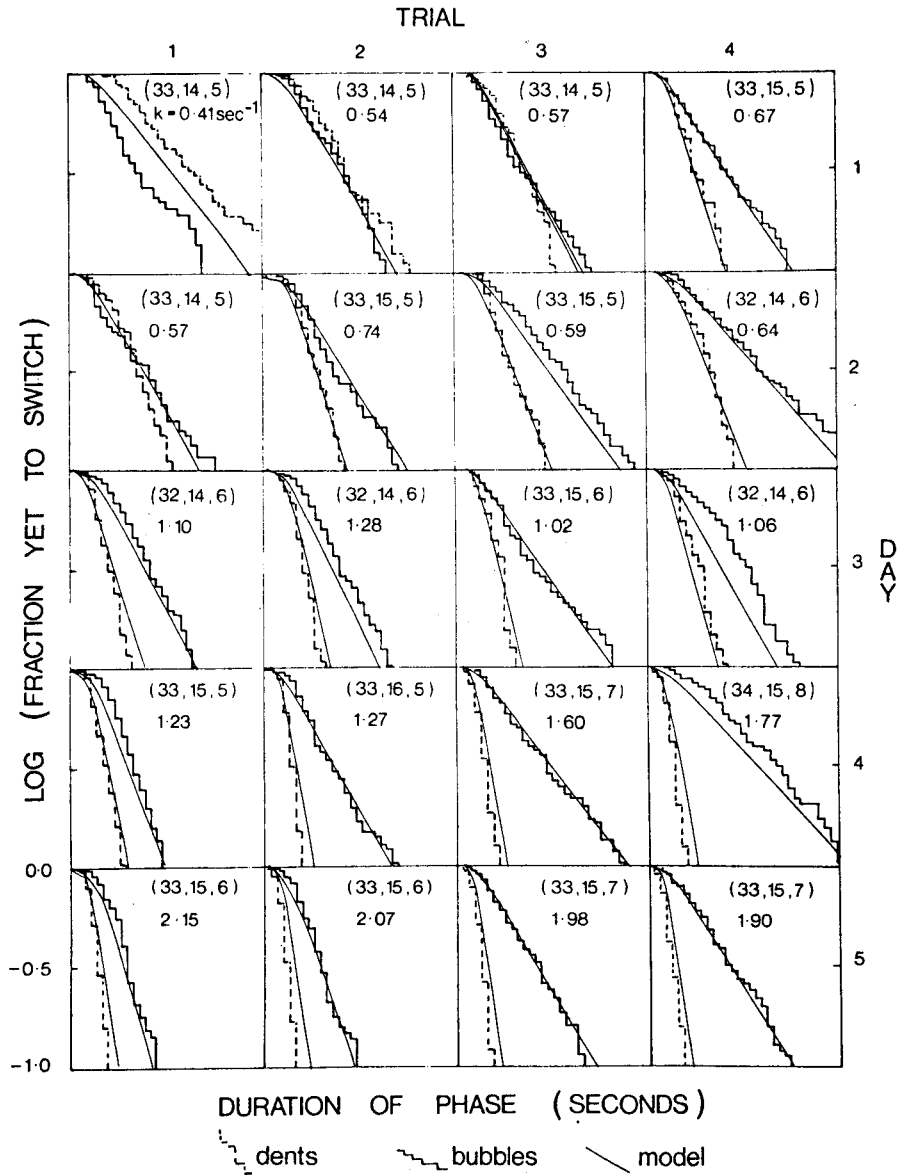 TRIAL
1 2 3 4
(33,14,5) (33,14,5) (33,14,5) (33,15,5)
k=0·41sec⁻¹ 0·54 0·57 0·67
1
(33,14,5) (33,15,5) (33,15,5) (32,14,6)
0·57 0·74 0·59 0·64
2
(32,14,6) (32,14,6) (33,15,6) (32,14,6)
1·10 1·28 1·02 1·06
3
(33,15,5) (33,16,5) (33,15,7) (34,15,8)
1·23 1·27 1·60 1·77
4
0·0
(33,15,6) (33,15,6) (33,15,7) (33,15,7)
2·15 2·07 1·98 1·90
-0·5
5
-1·0
LOG (FRACTION YET TO SWITCH)
DAY
DURATION OF PHASE (SECONDS)
dents bubbles model